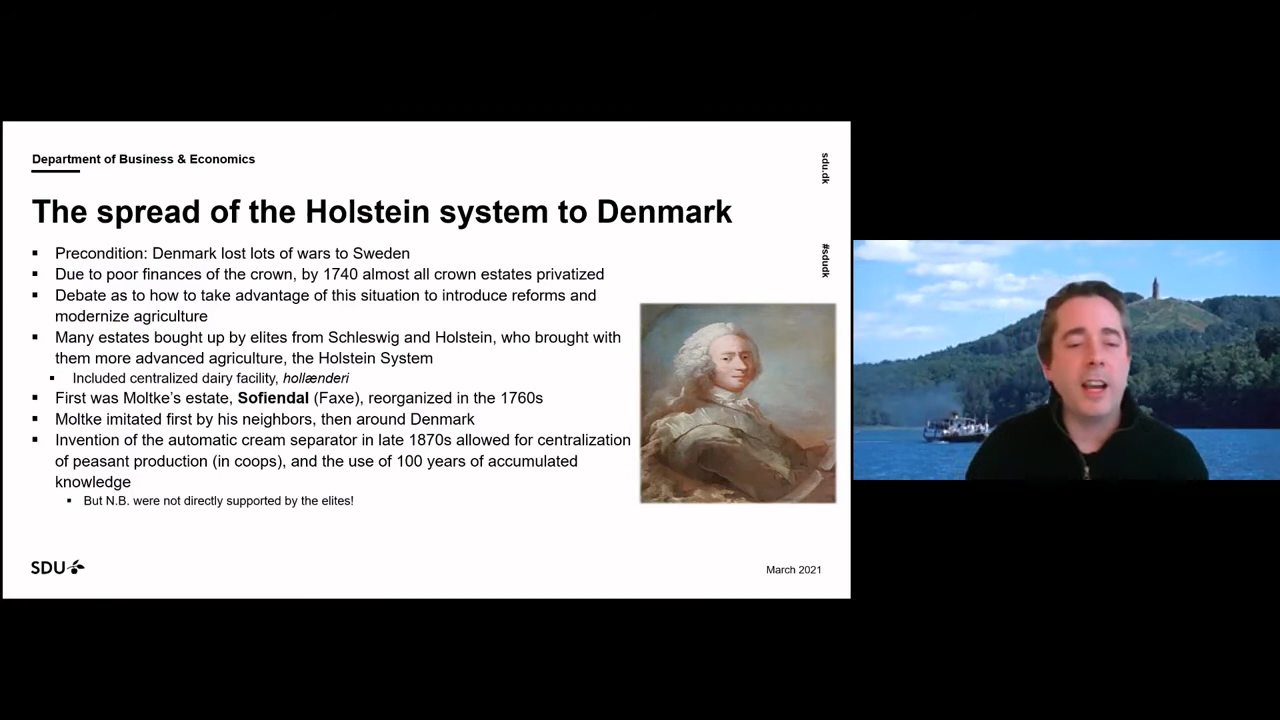 Department of Business & Economics
sdu.dk
The spread of the Holstein system to Denmark
#sdudk
▪ Precondition: Denmark lost lots of wars to Sweden
▪ Due to poor finances of the crown, by 1740 almost all crown estates privatized
▪ Debate as to how to take advantage of this situation to introduce reforms and
modernize agriculture
▪ Many estates bought up by elites from Schleswig and Holstein, who brought with
them more advanced agriculture, the Holstein System
▪ Included centralized dairy facility, hollænderi
▪ First was Moltke's estate, Sofiendal (Faxe), reorganized in the 1760s
▪ Moltke imitated first by his neighbors, then around Denmark
▪ Invention of the automatic cream separator in late 1870s allowed for centralization
of peasant production (in coops), and the use of 100 years of accumulated
knowledge
▪ But N.B. were not directly supported by the elites!
SDU
March 2021